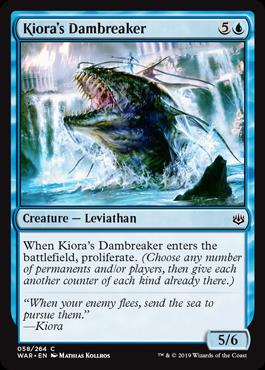 Kiora's Dambreaker 5
Creature — Leviathan
When Kiora's Dambreaker enters the
battlefield, proliferate. (Choose any
number of permanents and/or players, then give each
another counter of each kind already there.)
“When your enemy flees, send the sea to
pursue them.”
—Kiora
5/6
058/264 C
WAR • EN Mathias Kollros
™ & © 2019 Wizards of the Coast